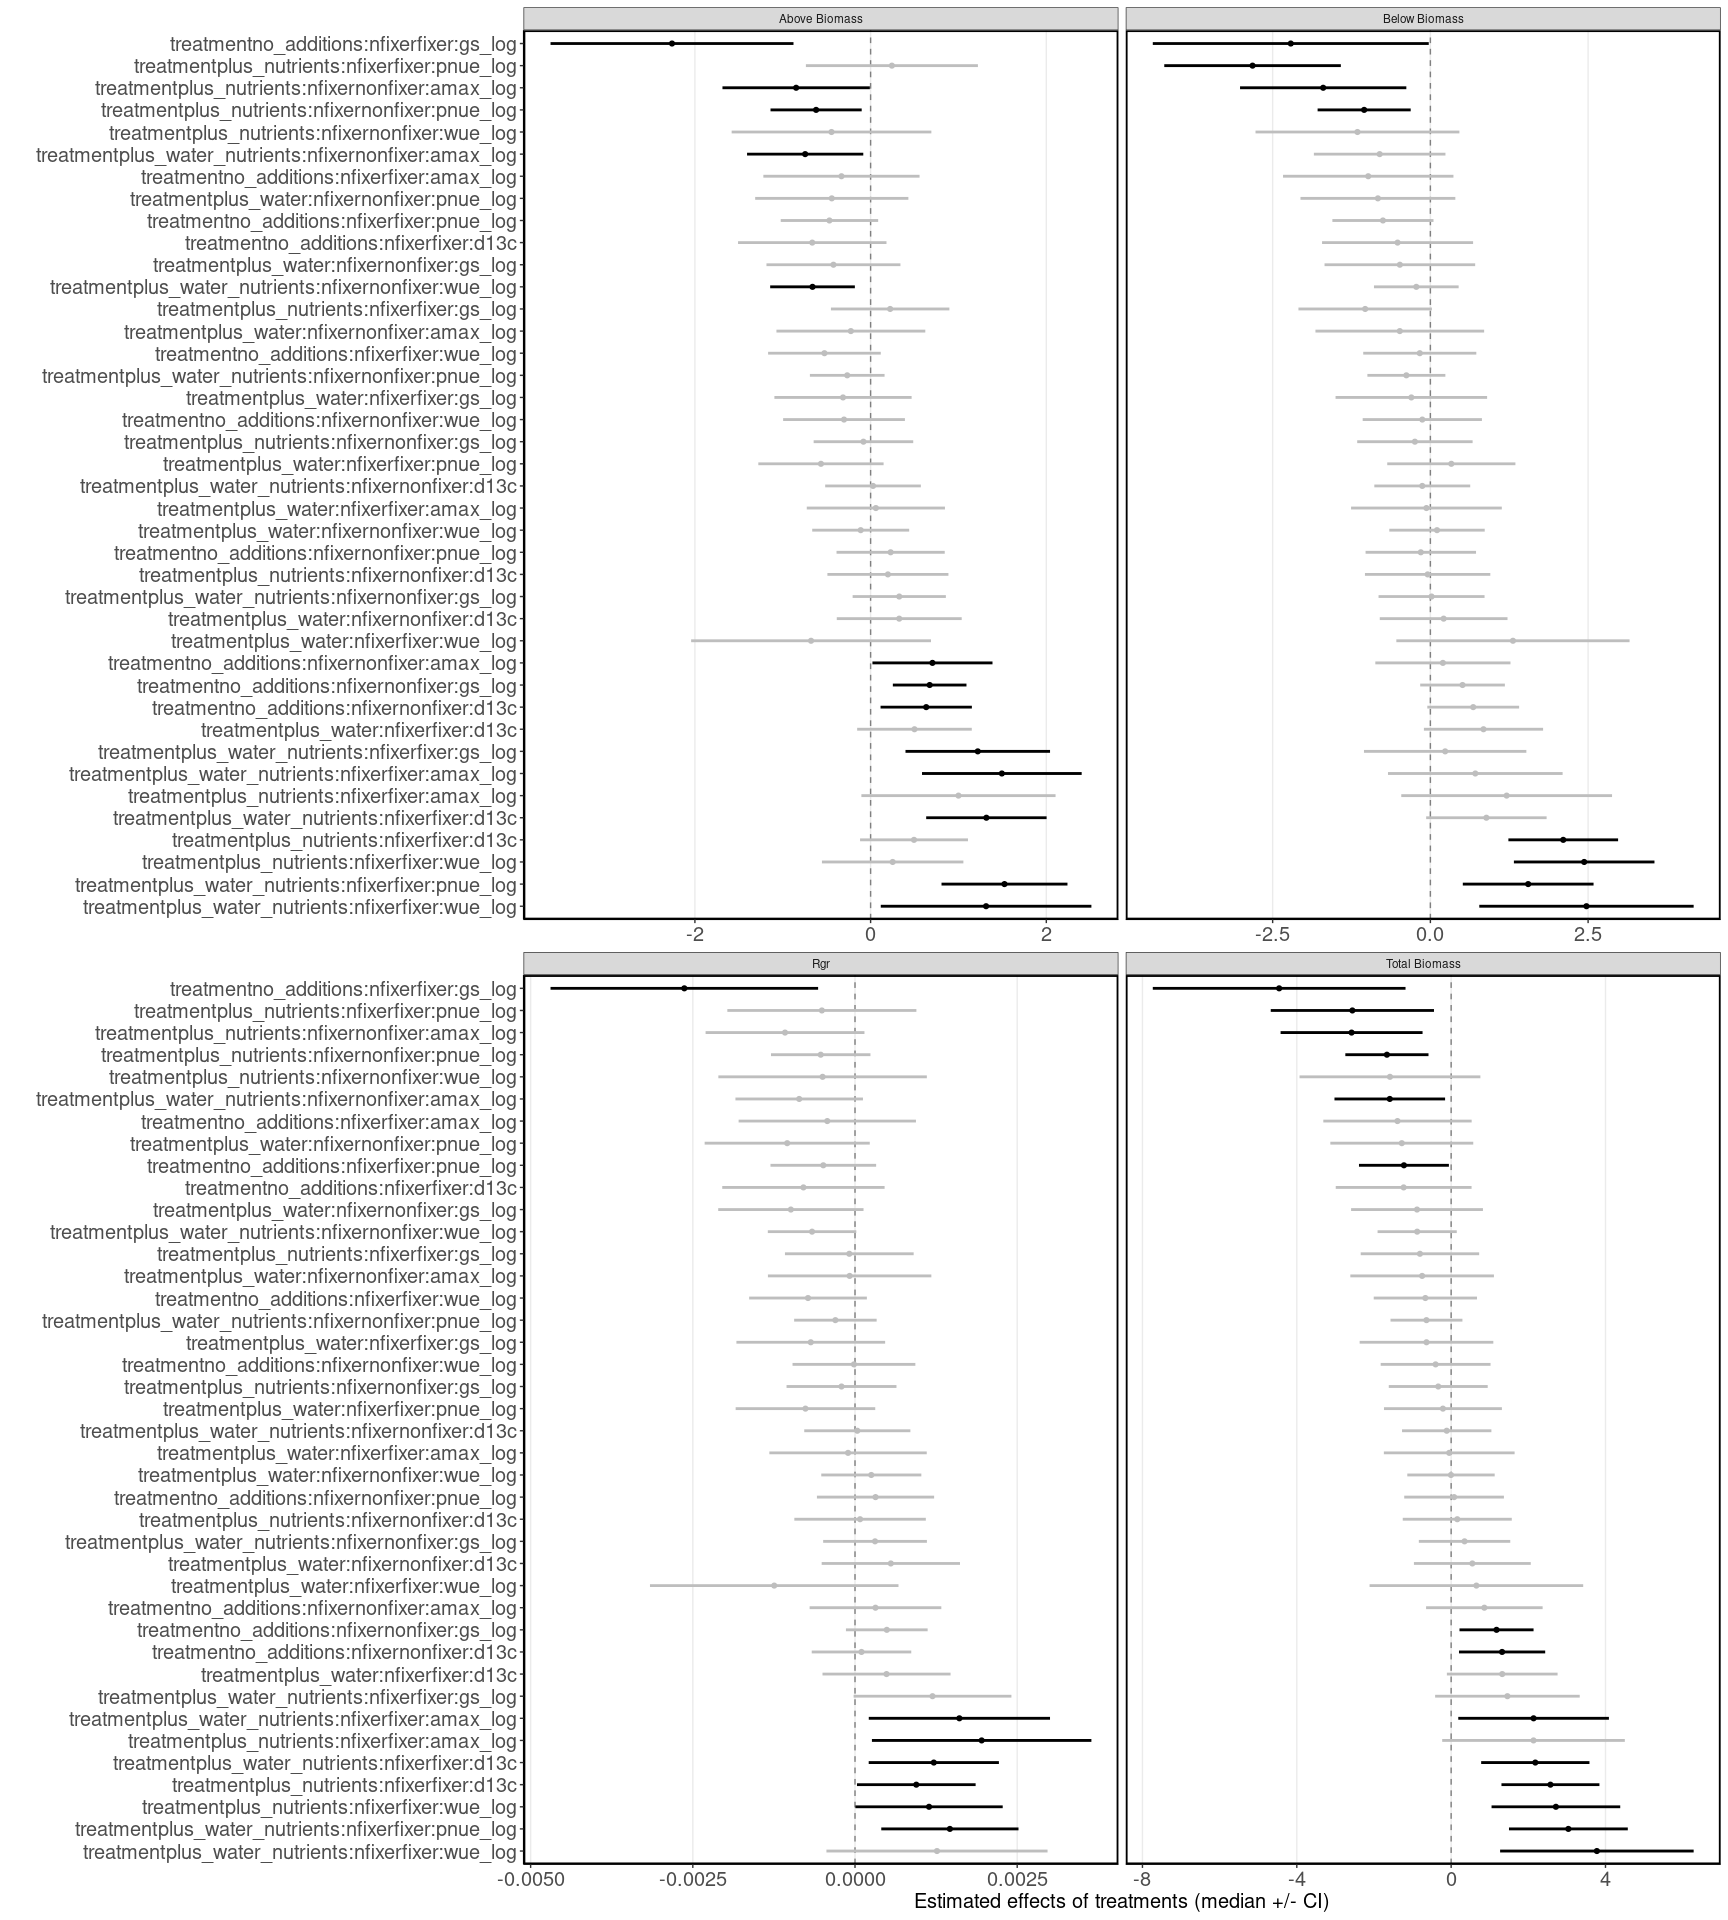 Above Biomass
Below Biomass
treatmentno_additions:nfixerfixer:gs_log
treatmentplus_nutrients:nfixerfixer:pnue_log
treatmentplus_nutrients:nfixernonfixer:amax_log
treatmentplus_nutrients:nfixernonfixer:pnue_log
treatmentplus_nutrients:nfixernonfixer:wue_log
treatmentplus_water_nutrients:nfixernonfixer:amax_log
treatmentno_additions:nfixerfixer:amax_log
treatmentplus_water:nfixernonfixer:pnue_log
treatmentno_additions:nfixerfixer:pnue_log
treatmentno_additions:nfixerfixer:d13c
treatmentplus_water:nfixernonfixer:gs_log
treatmentplus_water_nutrients:nfixernonfixer:wue_log
treatmentplus_nutrients:nfixerfixer:gs_log
treatmentplus_water:nfixernonfixer:amax_log
treatmentno_additions:nfixerfixer:wue_log
treatmentplus_water_nutrients:nfixernonfixer:pnue_log
treatmentplus_water:nfixerfixer:gs_log
treatmentno_additions:nfixernonfixer:wue_log
treatmentplus_nutrients:nfixernonfixer:gs_log
treatmentplus_water:nfixerfixer:pnue_log
treatmentplus_water_nutrients:nfixernonfixer:d13c
treatmentplus_water:nfixerfixer:amax_log
treatmentplus_water:nfixernonfixer:wue_log
treatmentno_additions:nfixernonfixer:pnue_log
treatmentplus_nutrients:nfixernonfixer:d13c
treatmentplus_water_nutrients:nfixernonfixer:gs_log
treatmentplus_water:nfixernonfixer:d13c
treatmentplus_water:nfixerfixer:wue_log
treatmentno_additions:nfixernonfixer:amax_log
treatmentno_additions:nfixernonfixer:gs_log
treatmentno_additions:nfixernonfixer:d13c
treatmentplus_water:nfixerfixer:d13c
treatmentplus_water_nutrients:nfixerfixer:gs_log
treatmentplus_water_nutrients:nfixerfixer:amax_log
treatmentplus_nutrients:nfixerfixer:amax_log
treatmentplus_water_nutrients:nfixerfixer:d13c
treatmentplus_nutrients:nfixerfixer:d13c
treatmentplus_nutrients:nfixerfixer:wue_log
treatmentplus_water_nutrients:nfixerfixer:pnue_log
treatmentplus_water_nutrients:nfixerfixer:wue_log
-2 0 2
-2.5 0.0 2.5
Rgr
Total Biomass
treatmentno_additions:nfixerfixer:gs_log
treatmentplus_nutrients:nfixerfixer:pnue_log
treatmentplus_nutrients:nfixernonfixer:amax_log
treatmentplus_nutrients:nfixernonfixer:pnue_log
treatmentplus_nutrients:nfixernonfixer:wue_log
treatmentplus_water_nutrients:nfixernonfixer:amax_log
treatmentno_additions:nfixerfixer:amax_log
treatmentplus_water:nfixernonfixer:pnue_log
treatmentno_additions:nfixerfixer:pnue_log
treatmentno_additions:nfixerfixer:d13c
treatmentplus_water:nfixernonfixer:gs_log
treatmentplus_water_nutrients:nfixernonfixer:wue_log
treatmentplus_nutrients:nfixerfixer:gs_log
treatmentplus_water:nfixernonfixer:amax_log
treatmentno_additions:nfixerfixer:wue_log
treatmentplus_water_nutrients:nfixernonfixer:pnue_log
treatmentplus_water:nfixerfixer:gs_log
treatmentno_additions:nfixernonfixer:wue_log
treatmentplus_nutrients:nfixernonfixer:gs_log
treatmentplus_water:nfixerfixer:pnue_log
treatmentplus_water_nutrients:nfixernonfixer:d13c
treatmentplus_water:nfixerfixer:amax_log
treatmentplus_water:nfixernonfixer:wue_log
treatmentno_additions:nfixernonfixer:pnue_log
treatmentplus_nutrients:nfixernonfixer:d13c
treatmentplus_water_nutrients:nfixernonfixer:gs_log
treatmentplus_water:nfixernonfixer:d13c
treatmentplus_water:nfixerfixer:wue_log
treatmentno_additions:nfixernonfixer:amax_log
treatmentno_additions:nfixernonfixer:gs_log
treatmentno_additions:nfixernonfixer:d13c
treatmentplus_water:nfixerfixer:d13c
treatmentplus_water_nutrients:nfixerfixer:gs_log
treatmentplus_water_nutrients:nfixerfixer:amax_log
treatmentplus_nutrients:nfixerfixer:amax_log
treatmentplus_water_nutrients:nfixerfixer:d13c
treatmentplus_nutrients:nfixerfixer:d13c
treatmentplus_nutrients:nfixerfixer:wue_log
treatmentplus_water_nutrients:nfixerfixer:pnue_log
treatmentplus_water_nutrients:nfixerfixer:wue_log
-0.0050 -0.0025 0.0000 0.0025
-8 -4 0 4
Estimated effects of treatments (median +/- CI)